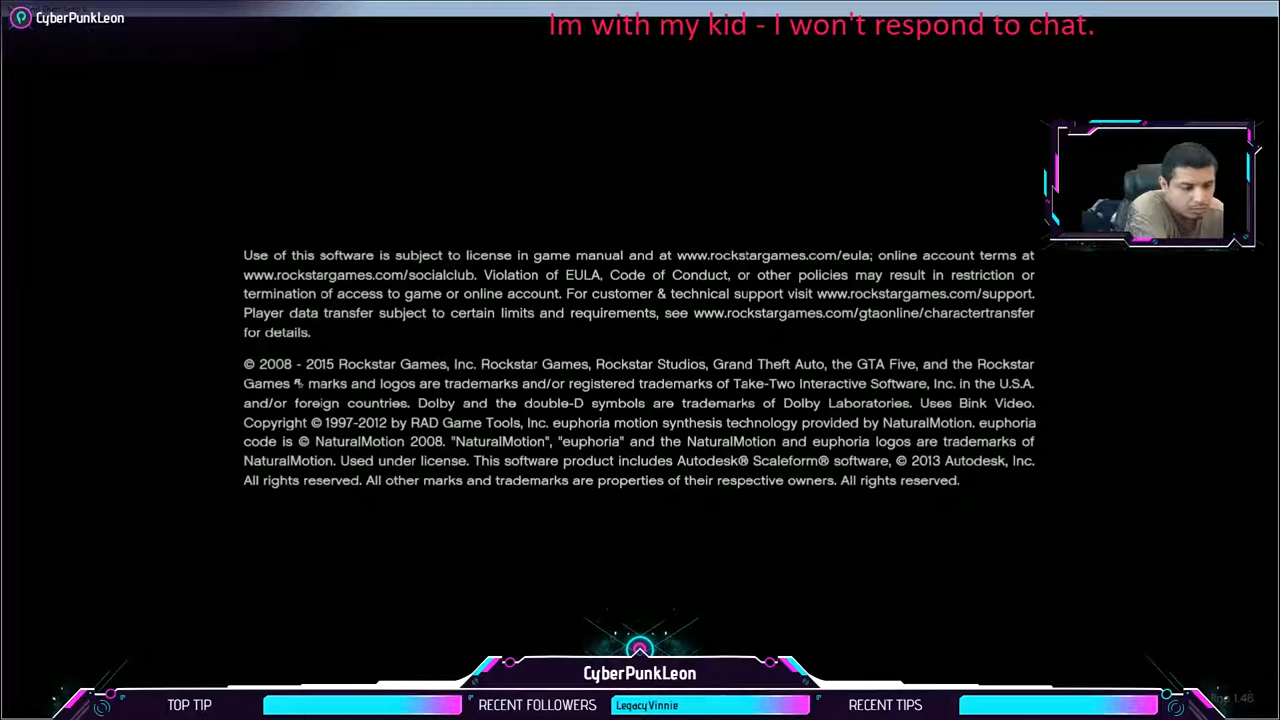 CyberPunkLeon
Im with my kid - I won't respond to chat.
Use of this software is subject to license in game manual and at www.rockstargames.com/eula; online account terms at
www.rockstargames.com/socialclub. Violation of EULA, Code of Conduct, or other policies may result in restriction or
termination of access to game or online account. For customer & technical support visit www.rockstargames.com/support.
Player data transfer subject to certain limits and requirements, see www.rockstargames.com/gtaonline/charactertransfer
for details.
© 2008 - 2015 Rockstar Games, Inc. Rockstar Games, Rockstar Studios, Grand Theft Auto, the GTA Five, and the Rockstar
Games marks and logos are trademarks and/or registered trademarks of Take-Two Interactive Software, Inc. in the U.S.A.
and/or foreign countries. Dolby and the double-D symbols are trademarks of Dolby Laboratories. Uses Bink Video.
Copyright © 1997-2012 by RAD Game Tools, Inc. euphoria motion synthesis technology provided by NaturalMotion. euphoria
code is © NaturalMotion 2008. "NaturalMotion", "euphoria" and the NaturalMotion and euphoria logos are trademarks of
NaturalMotion. Used under license. This software product includes Autodesk® Scaleform® software, © 2013 Autodesk, Inc.
All rights reserved. All other marks and trademarks are properties of their respective owners. All rights reserved.
CyberPunkLeon
TOP TIP
RECENT FOLLOWERS
LegacyVinnie
RECENT TIPS
1.46